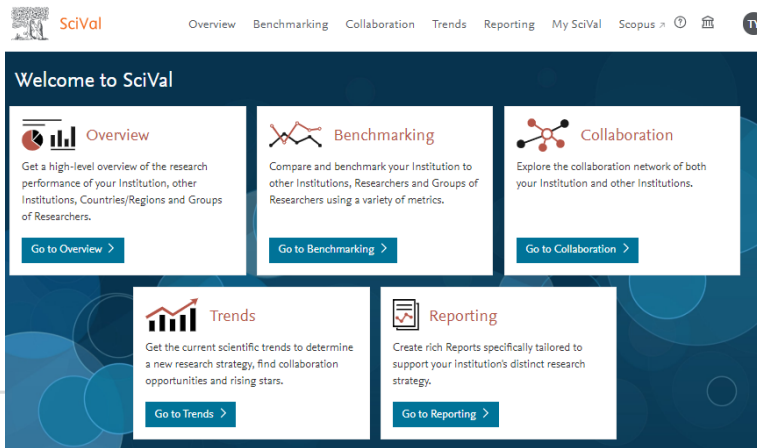 SciVal
Overview Benchmarking Collaboration Trends Reporting My SciVal Scopus ↗ ?
Welcome to SciVal
Overview
Get a high-level overview of the research
performance of your Institution, other
Institutions, Countries/Regions and Groups
of Researchers.
Go to Overview >
Benchmarking
Compare and benchmark your Institution to
other Institutions, Researchers and Groups of
Researchers using a variety of metrics.
Go to Benchmarking >
Collaboration
Explore the collaboration network of both
your Institution and other Institutions.
Go to Collaboration >
Trends
Get the current scientific trends to determine
a new research strategy, find collaboration
opportunities and rising stars.
Go to Trends >
Reporting
Create rich Reports specifically tailored to
support your institution's distinct research
strategy.
Go to Reporting >